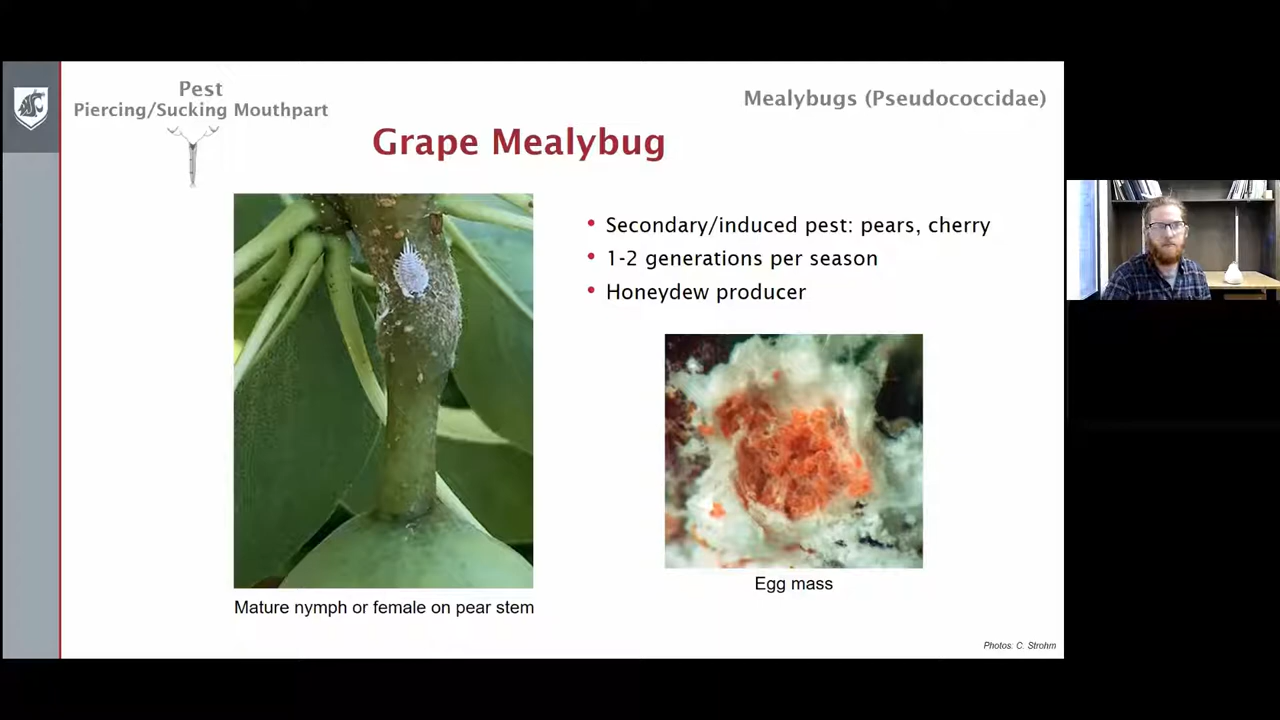 Pest
Piercing/Sucking Mouthpart
Mealybugs (Pseudococcidae)
Grape Mealybug
• Secondary/induced pest: pears, cherry
• 1-2 generations per season
• Honeydew producer
Mature nymph or female on pear stem
Egg mass
Photos: C. Strohm